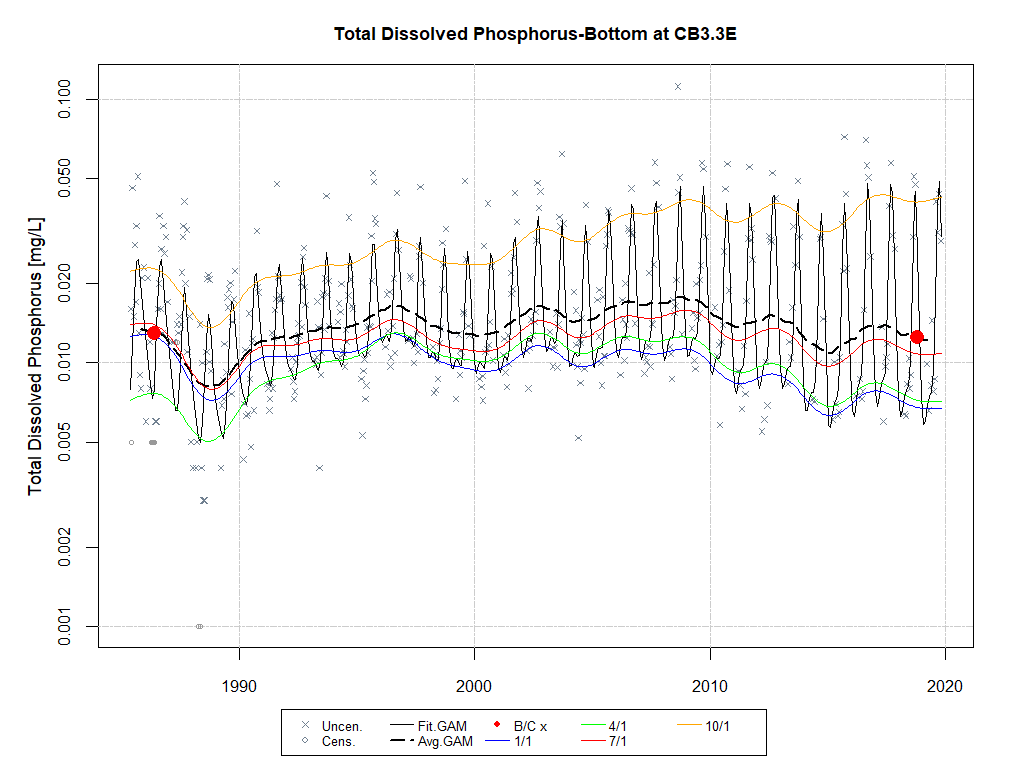 Total Dissolved Phosphorus-Bottom at CB3.3E
Total Dissolved Phosphorus [mg/L]
0.100
0.050
0.020
0.010
0.005
0.002
0.001
1990 2000 2010 2020
Uncen. Fit.GAM B/C x 4/1 10/1
Cens. Avg.GAM 1/1 7/1